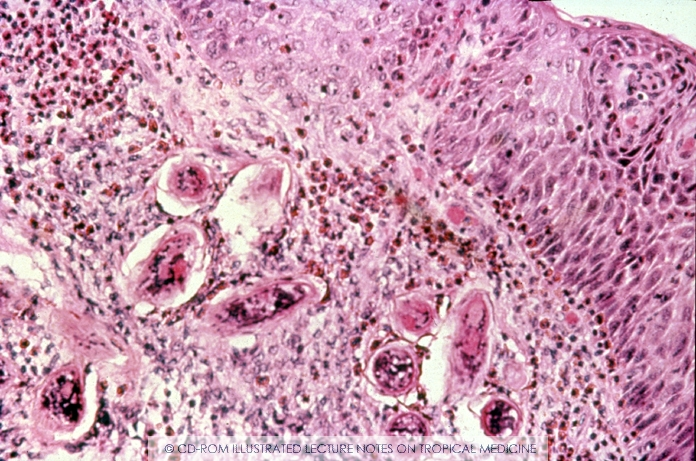 © CD-ROM ILLUSTRATED LECTURE NOTES ON TROPICAL MEDICINE